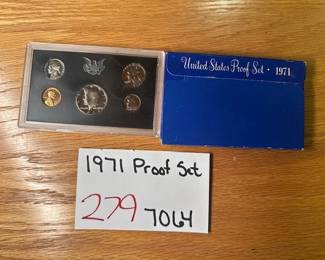 United States Proof Set · 1971
1971 Proof Set
279 7064